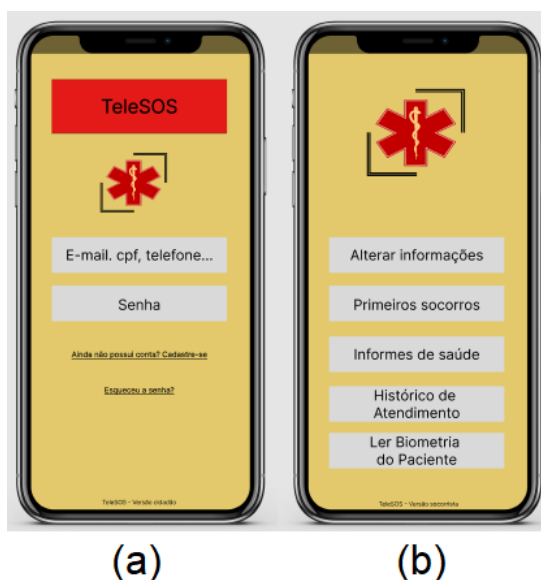 TeleSOS
E-mail. cpf, telefone...
Senha
Ainda não possui conta? Cadastre-se
Esqueceu a senha?
TeleSOS - Versão cidadão
(a)
Alterar informações
Primeiros socorros
Informes de saúde
Histórico de
Atendimento
Ler Biometria
do Paciente
TeleSOS - Versão socorrista
(b)